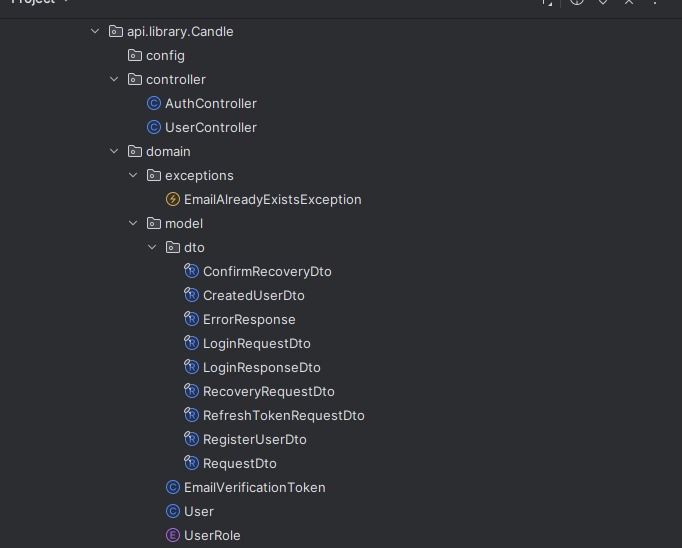 Project
api.library.Candle
config
controller
AuthController
UserController
domain
exceptions
EmailAlreadyExistsException
model
dto
ConfirmRecoveryDto
CreatedUserDto
ErrorResponse
LoginRequestDto
LoginResponseDto
RecoveryRequestDto
RefreshTokenRequestDto
RegisterUserDto
RequestDto
EmailVerificationToken
User
UserRole